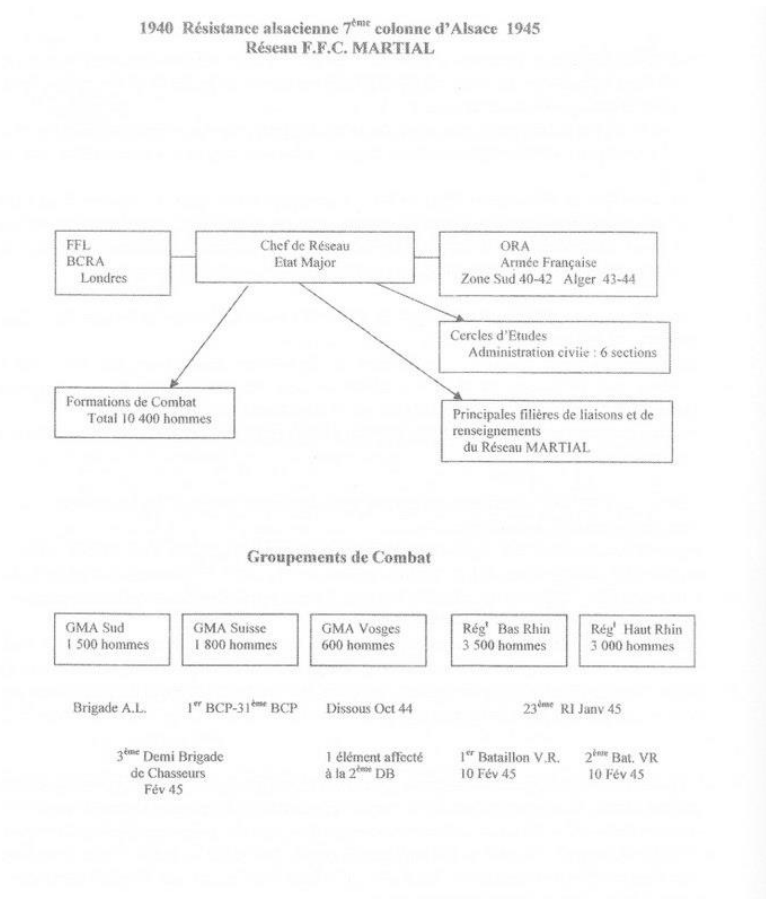 1940 Résistance alsacienne 7ème colonne d'Alsace 1945
Réseau F.F.C. MARTIAL
FFL
BCRA
Londres
Chef de Réseau
Etat Major
ORA
Armée Française
Zone Sud 40-42 Alger 43-44
Cercles d'Etudes
Administration civile : 6 sections
Formations de Combat
Total 10 400 hommes
Principales filières de liaisons et de
renseignements
du Réseau MARTIAL
Groupements de Combat
GMA Sud
1 500 hommes
GMA Suisse
1 800 hommes
GMA Vosges
600 hommes
Régt Bas Rhin
3 500 hommes
Régt Haut Rhin
3 000 hommes
Brigade A.L.
1er BCP-31ème BCP
Dissous Oct 44
23ème RI Janv 45
3ème Demi Brigade
de Chasseurs
Fév 45
1 élément affecté
à la 2ème DB
1er Bataillon V.R.
10 Fév 45
2ème Bat. VR
10 Fév 45